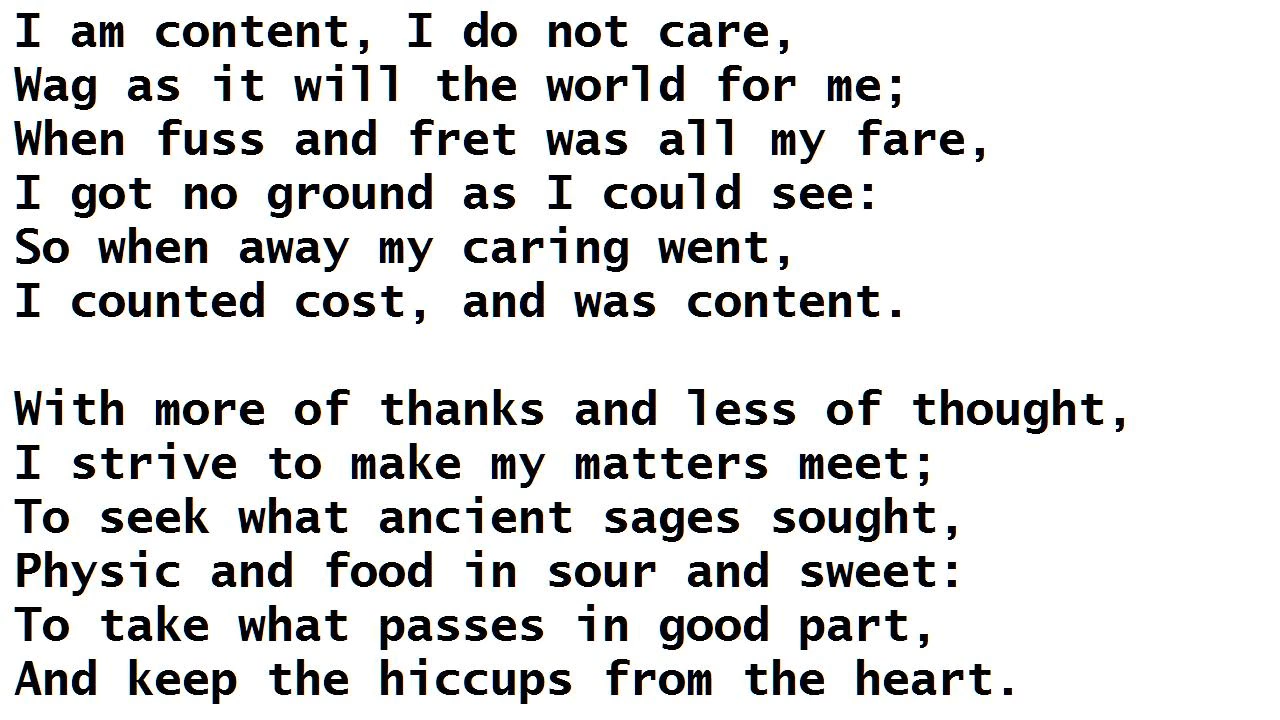 I am content, I do not care,
Wag as it will the world for me;
When fuss and fret was all my fare,
I got no ground as I could see:
So when away my caring went,
I counted cost, and was content.

With more of thanks and less of thought,
I strive to make my matters meet;
To seek what ancient sages sought,
Physic and food in sour and sweet:
To take what passes in good part,
And keep the hiccups from the heart.